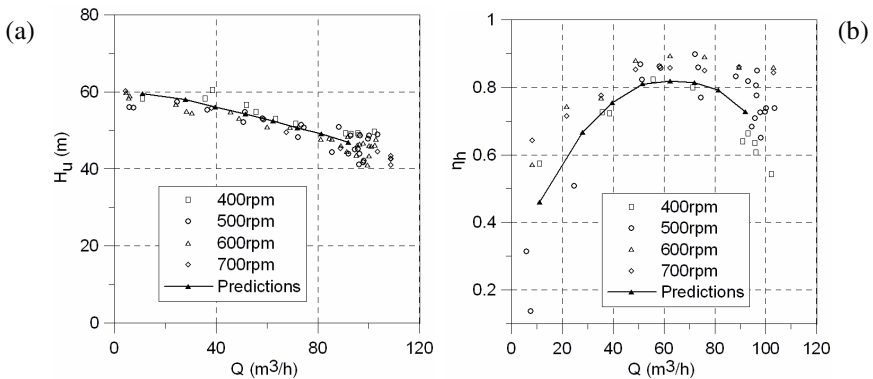 (a)
80
60
40
20
0
Hu (m)
0 40 80 120
Q (m3/h)
400rpm
500rpm
600rpm
700rpm
Predictions
(b)
1
0.8
0.6
0.4
0.2
ηh
0 20 40 60 80 100 120
Q (m3/h)
400rpm
500rpm
600rpm
700rpm
Predictions